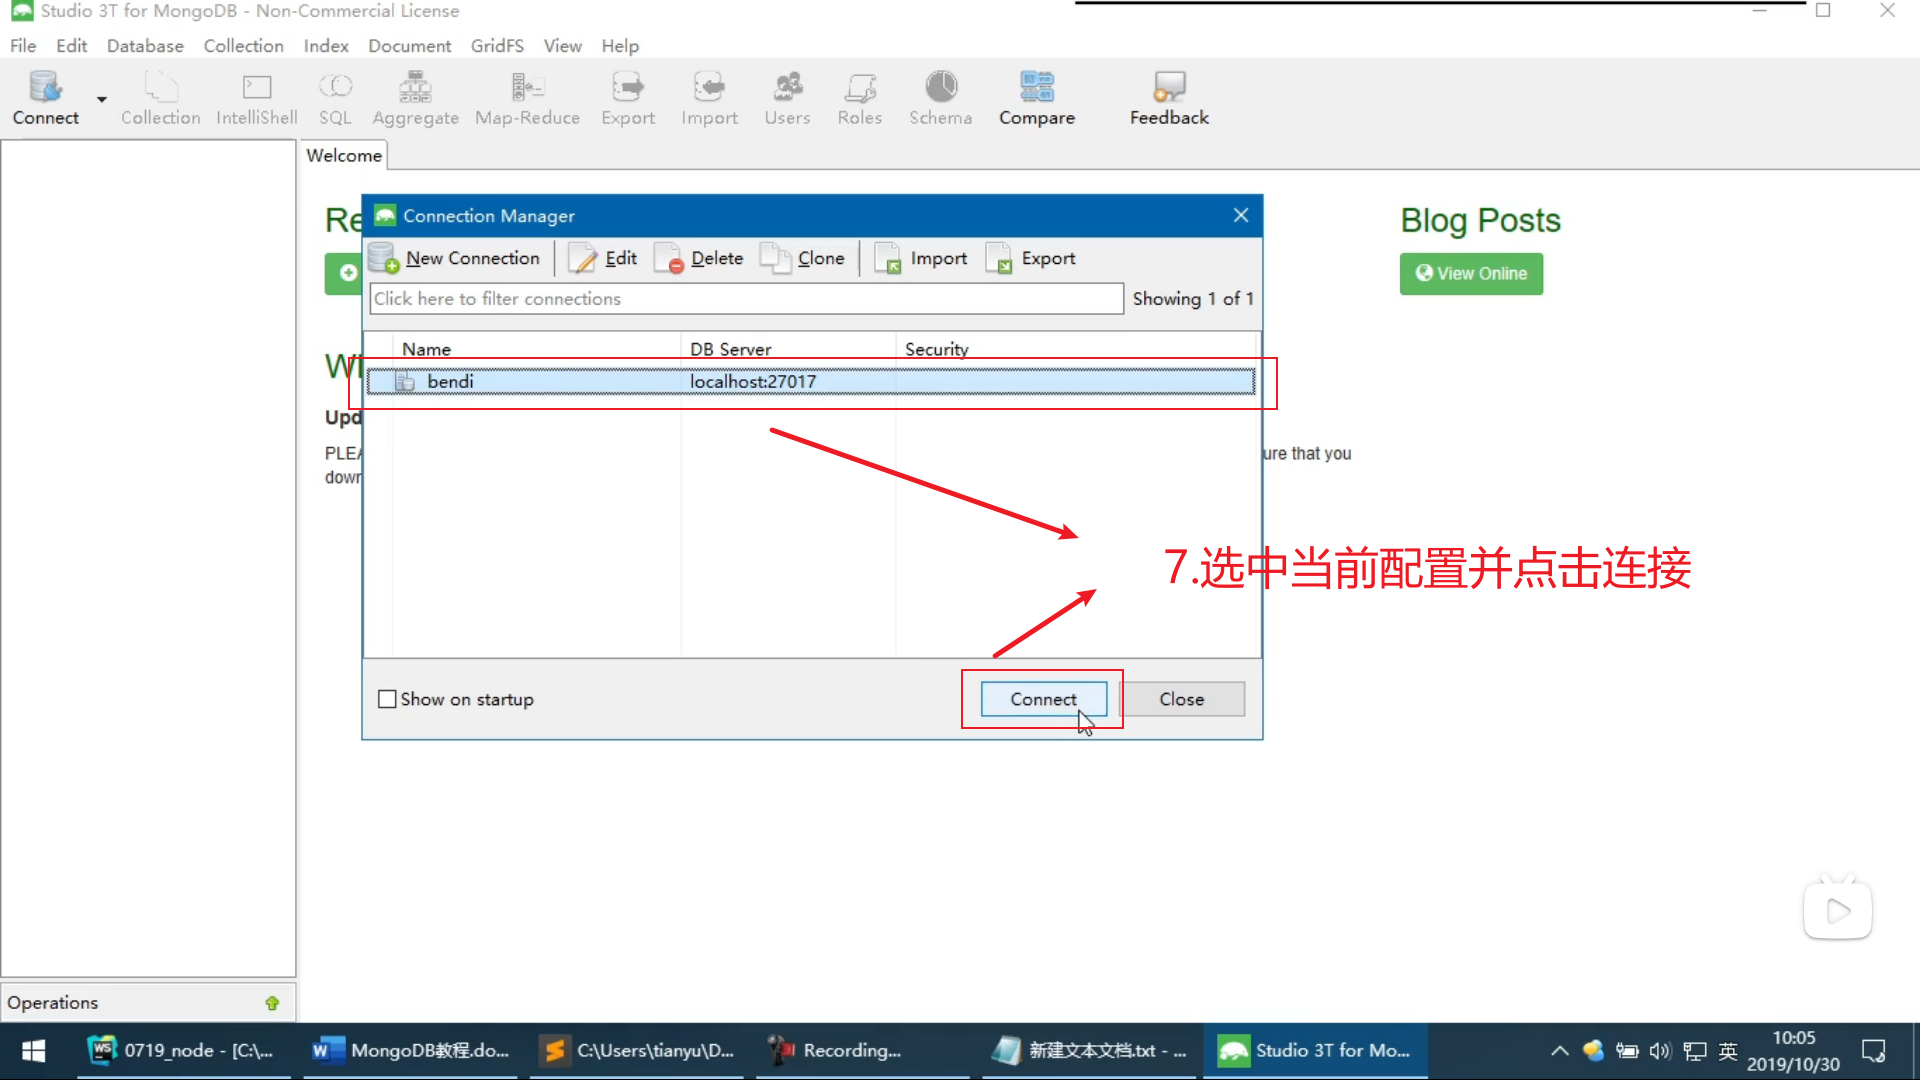 Studio 3T for MongoDB - Non-Commercial License
File Edit Database Collection Index Document GridFS View Help
Connect Collection IntelliShell SQL Aggregate Map-Reduce Export Import Users Roles Schema Compare Feedback
Welcome
Re
Blog Posts
View Online
Connection Manager
New Connection Edit Delete Clone Import Export
Click here to filter connections Showing 1 of 1
Name DB Server Security
bendi localhost:27017
Upd
PLEA
ure that you
down
7.选中当前配置并点击连接
Show on startup Connect Close
Operations
0719_node - [C:\...
MongoDB教程.do...
C:\Users\tianyu\D...
Recording...
新建文本文档.txt - ...
Studio 3T for Mo...
英
10:05
2019/10/30